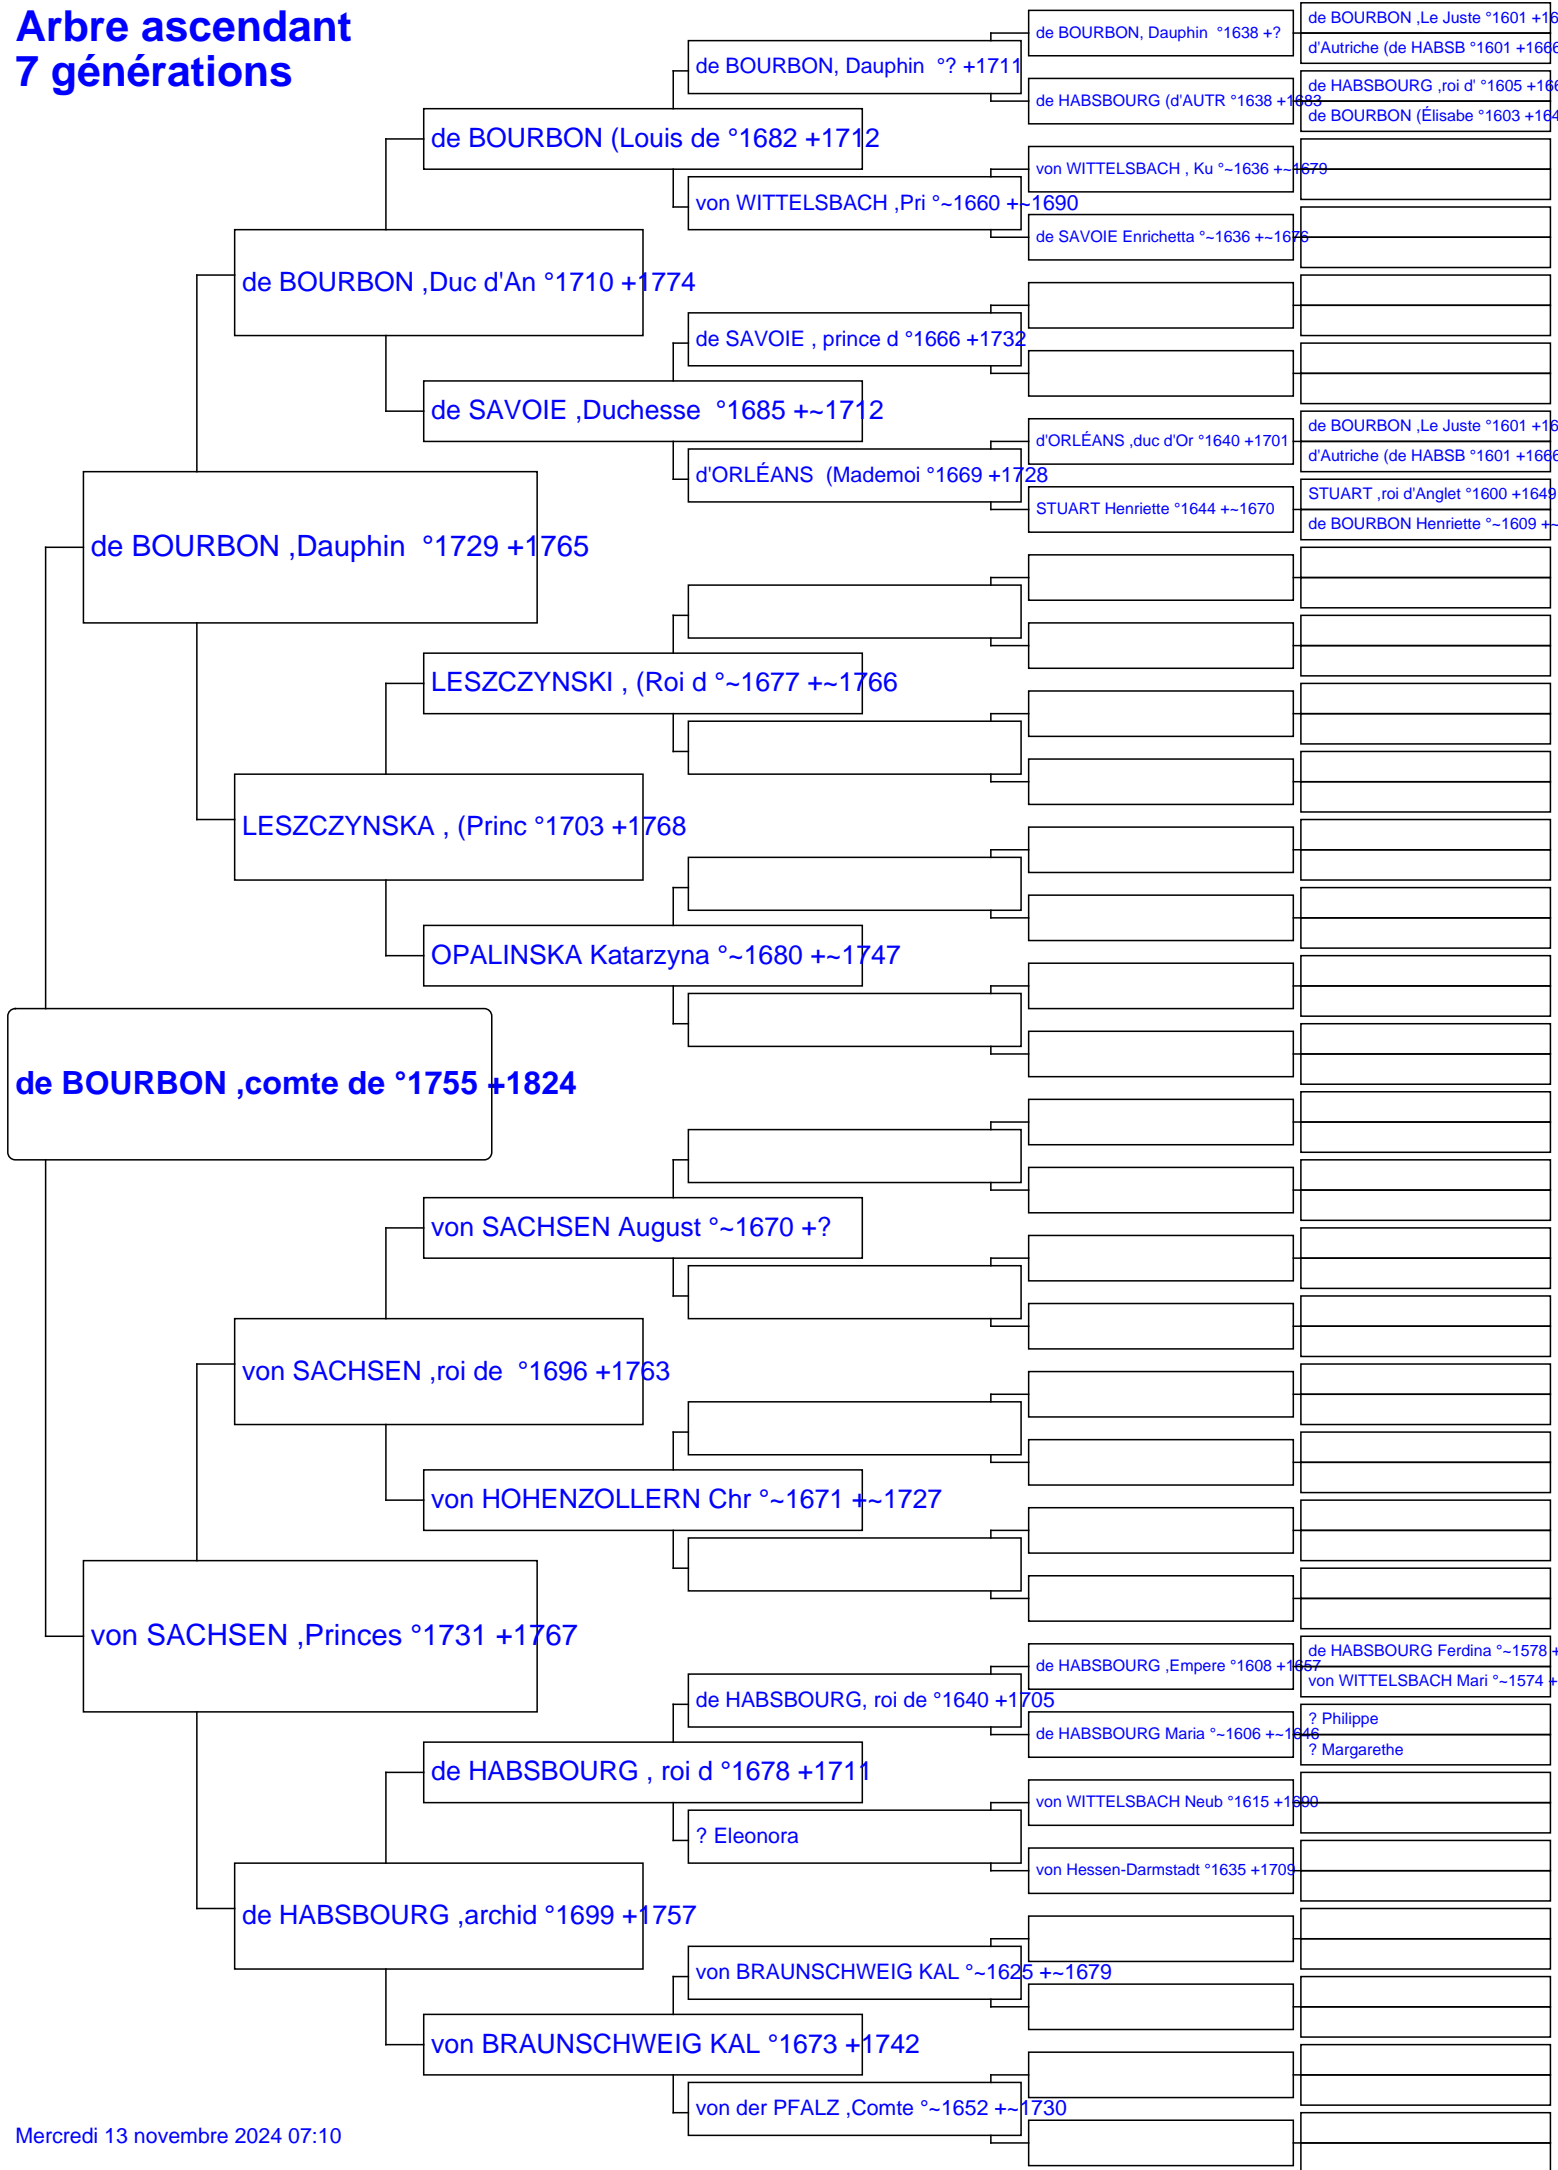 Arbre ascendant
7 générations
de BOURBON ,comte de °1755 +1824
de BOURBON ,Dauphin °1729 +1765
von SACHSEN ,Princes °1731 +1767
de BOURBON ,Duc d'An °1710 +1774
LESZCZYNSKA , (Princ °1703 +1768
von SACHSEN ,roi de °1696 +1763
de HABSBOURG ,archid °1699 +1757
de BOURBON (Louis de °1682 +1712
de SAVOIE ,Duchesse °1685 +~1712
LESZCZYNSKI , (Roi d °~1677 +~1766
OPALINSKA Katarzyna °~1680 +~1747
von SACHSEN August °~1670 +?
von HOHENZOLLERN Chr °~1671 +~1727
de HABSBOURG , roi d °1678 +1711
von BRAUNSCHWEIG KAL °1673 +1742
de BOURBON, Dauphin °? +1711
von WITTELSBACH ,Pri °~1660 +~1690
de SAVOIE , prince d °1666 +1732
d'ORLÉANS (Mademoi °1669 +1728
de HABSBOURG, roi de °1640 +1705
? Eleonora
von BRAUNSCHWEIG KAL °~1625 +~1679
von der PFALZ ,Comte °~1652 +~1730
de BOURBON, Dauphin °1638 +?
de HABSBOURG (d'AUTR °1638 +1683
von WITTELSBACH , Ku °~1636 +~1679
de SAVOIE Enrichetta °~1636 +~1676
d'ORLÉANS ,duc d'Or °1640 +1701
STUART Henriette °1644 +~1670
de HABSBOURG ,Empere °1608 +1657
de HABSBOURG Maria °~1606 +~1646
von WITTELSBACH Neub °1615 +1690
von Hessen-Darmstadt °1635 +1709
de BOURBON ,Le Juste °1601 +16
d'Autriche (de HABSB °1601 +1666
de HABSBOURG ,roi d' °1605 +166
de BOURBON (Élisabe °1603 +164
de BOURBON ,Le Juste °1601 +16
d'Autriche (de HABSB °1601 +1666
STUART ,roi d'Anglet °1600 +1649
de BOURBON Henriette °~1609 +~
de HABSBOURG Ferdina °~1578 +
von WITTELSBACH Mari °~1574 +
? Philippe
? Margarethe
Mercredi 13 novembre 2024 07:10